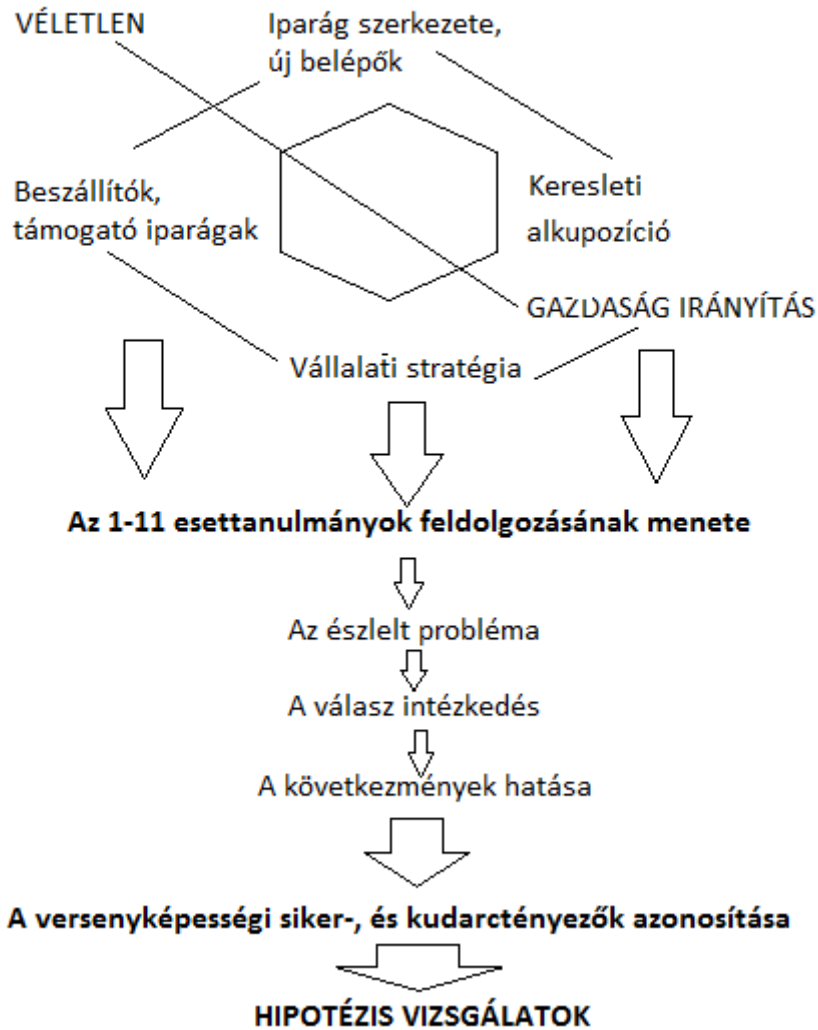 VÉLETLEN
Iparág szerkezete,
új belépők
Beszállítók,
támogató iparágak
Keresleti
alkupozíció
GAZDASÁG IRÁNYÍTÁS
Vállalati stratégia
Az 1-11 esettanulmányok feldolgozásának menete
Az észlelt probléma
A válasz intézkedés
A következmények hatása
A versenyképességi siker-, és kudarctényezők azonosítása
HIPOTÉZIS VIZSGÁLATOK